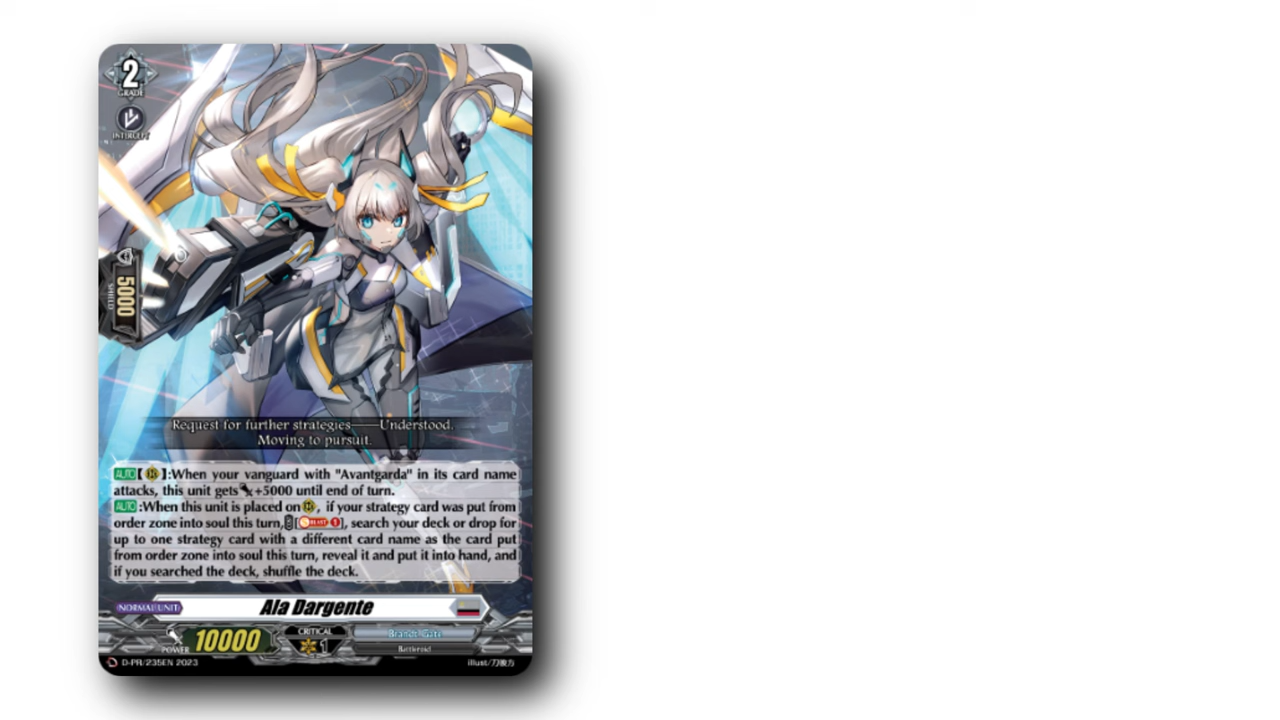 2
GRADE
INTERCEPT
5000
SHIELD
Request for further strategies——Understood.
Moving to pursuit.
AUTO【 】:When your vanguard with "Avantgarda" in its card name
attacks, this unit gets +5000 until end of turn.
AUTO:When this unit is placed on , if your strategy card was put from
order zone into soul this turn, [ BLAST 1], search your deck or drop for
up to one strategy card with a different card name as the card put
from order zone into soul this turn, reveal it and put it into hand, and
if you searched the deck, shuffle the deck.
NORMAL UNIT
Ala Dargente
POWER 10000
CRITICAL
1
Brandt Gate
Battleroid
D-PR/235EN 2023
illust/刀彼方